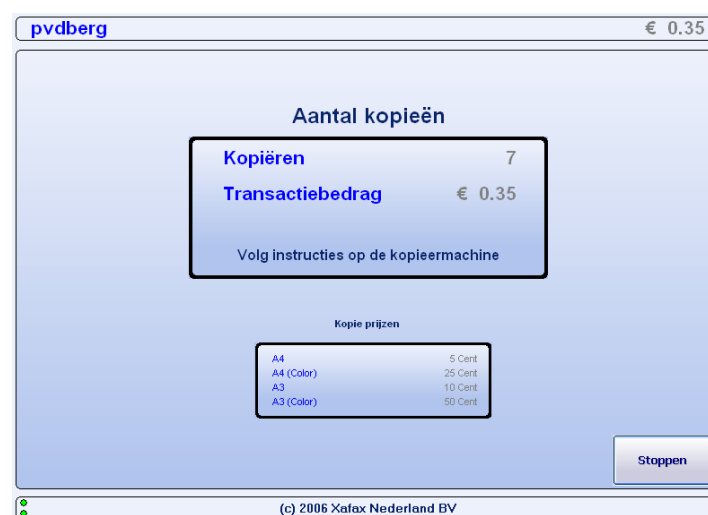 pvdberg € 0.35
Aantal kopieën
Kopiëren 7
Transactiebedrag € 0.35
Volg instructies op de kopieermachine
Kopie prijzen
A4 5 Cent
A4 (Color) 25 Cent
A3 10 Cent
A3 (Color) 50 Cent
Stoppen
(c) 2006 Xafax Nederland BV